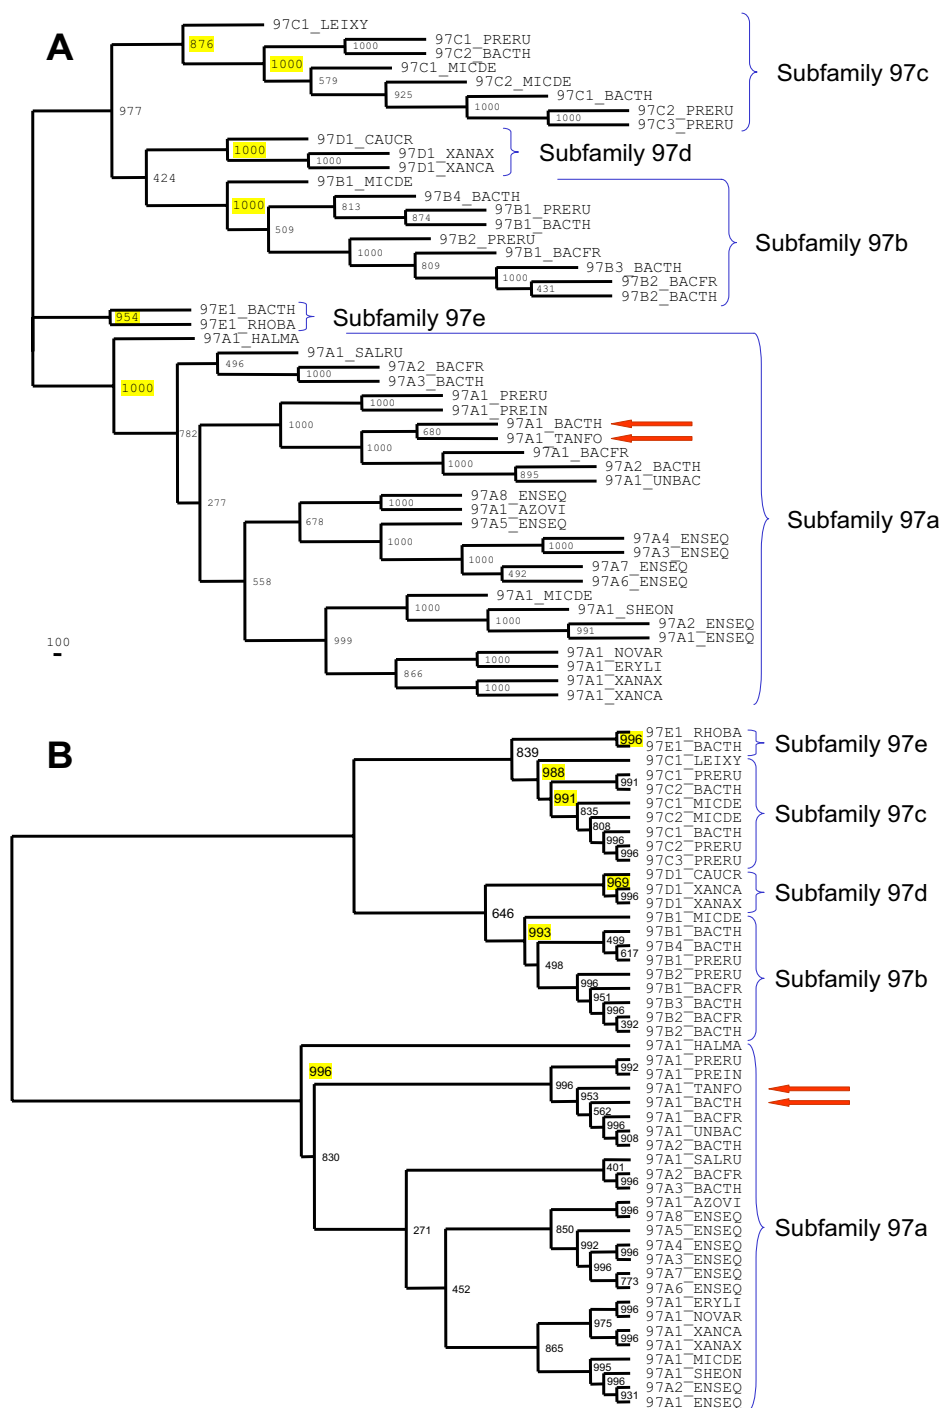 A
97C1_LEIXY
876
97C1_PRERU
1000
97C2_BACTH
1000
97C1_MICDE
579
97C2_MICDE
925
97C1_BACTH
1000
97C2_PRERU
1000
97C3_PRERU
Subfamily 97c
977
97D1_CAUCR
1000
97D1_XANAX
1000
97D1_XANCA
Subfamily 97d
424
97B1_MICDE
1000
97B4_BACTH
813
97B1_PRERU
874
97B1_BACTH
509
97B2_PRERU
1000
97B1_BACFR
809
97B3_BACTH
1000
97B2_BACFR
431
97B2_BACTH
Subfamily 97b
97E1_BACTH
954
97E1_RHOBA
Subfamily 97e
97A1_HALMA
1000
97A1_SALRU
496
97A2_BACFR
1000
97A3_BACTH
782
97A1_PRERU
1000
97A1_PREIN
1000
97A1_BACTH
680
97A1_TANFO
1000
97A1_BACFR
1000
97A2_BACTH
895
97A1_UNBAC
277
97A8_ENSEQ
1000
97A1_AZOVI
678
97A5_ENSEQ
1000
97A4_ENSEQ
1000
97A3_ENSEQ
1000
97A7_ENSEQ
492
97A6_ENSEQ
558
97A1_MICDE
1000
97A1_SHEON
1000
97A2_ENSEQ
991
97A1_ENSEQ
999
97A1_NOVAR
1000
97A1_ERYLI
866
97A1_XANAX
1000
97A1_XANCA
Subfamily 97a
100
B
97E1_RHOBA
996
97E1_BACTH
Subfamily 97e
839
97C1_LEIXY
988
97C1_PRERU
991
97C2_BACTH
991
97C1_MICDE
835
97C2_MICDE
808
97C1_BACTH
996
97C2_PRERU
996
97C3_PRERU
Subfamily 97c
97D1_CAUCR
969
97D1_XANCA
996
97D1_XANAX
Subfamily 97d
646
97B1_MICDE
993
97B1_BACTH
499
97B4_BACTH
617
97B1_PRERU
498
97B2_PRERU
996
97B1_BACFR
951
97B3_BACTH
996
97B2_BACFR
392
97B2_BACTH
Subfamily 97b
97A1_HALMA
996
97A1_PRERU
992
97A1_PREIN
996
97A1_TANFO
953
97A1_BACTH
562
97A1_BACFR
996
97A1_UNBAC
908
97A2_BACTH
830
97A1_SALRU
401
97A2_BACFR
996
97A3_BACTH
271
97A1_AZOVI
996
97A8_ENSEQ
850
97A5_ENSEQ
992
97A4_ENSEQ
996
97A3_ENSEQ
996
97A7_ENSEQ
773
97A6_ENSEQ
452
97A1_ERYLI
996
97A1_NOVAR
975
97A1_XANCA
996
97A1_XANAX
865
97A1_MICDE
995
97A1_SHEON
996
97A2_ENSEQ
931
97A1_ENSEQ
Subfamily 97a